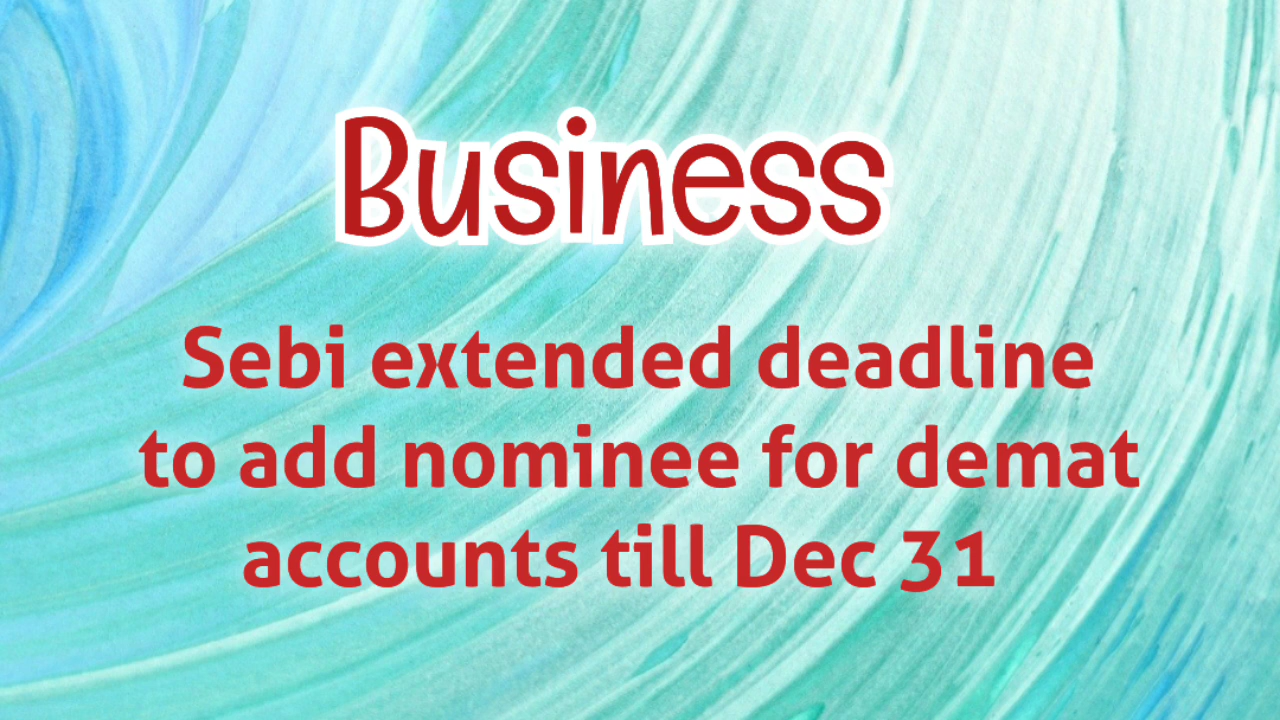 Business
Sebi extended deadline
to add nominee for demat
accounts till Dec 31